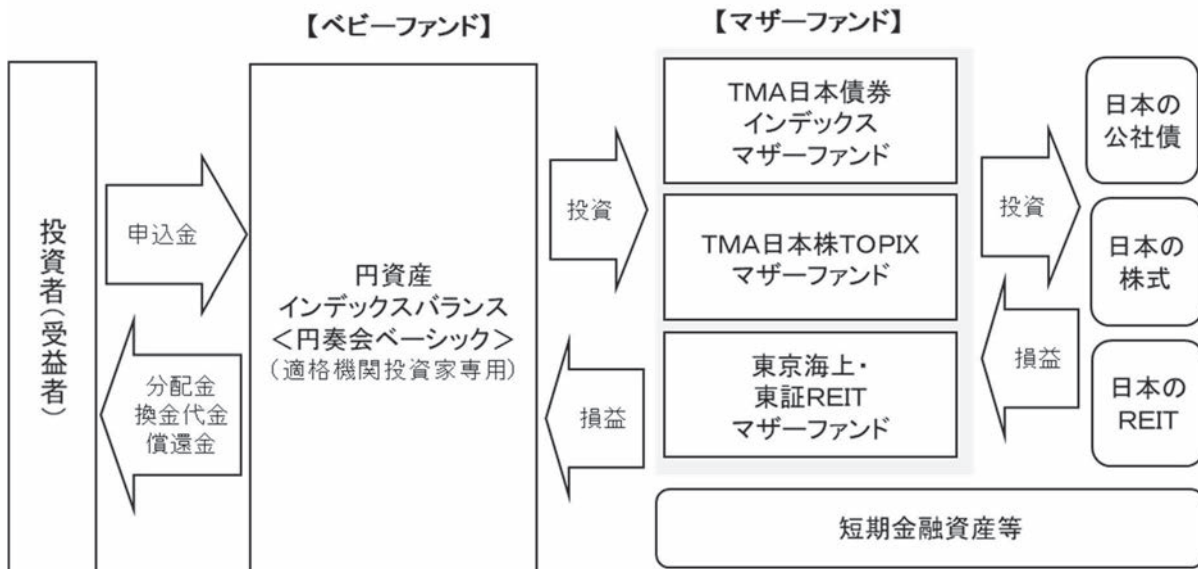 【ベビーファンド】
【マザーファンド】
投資者(受益者)
申込金
分配金
換金代金
償還金
円資産
インデックスバランス
<円奏会ベーシック>
(適格機関投資家専用)
投資
損益
TMA日本債券
インデックス
マザーファンド
TMA日本株TOPIX
マザーファンド
東京海上・
東証REIT
マザーファンド
投資
損益
日本の
公社債
日本の
株式
日本の
REIT
短期金融資産等